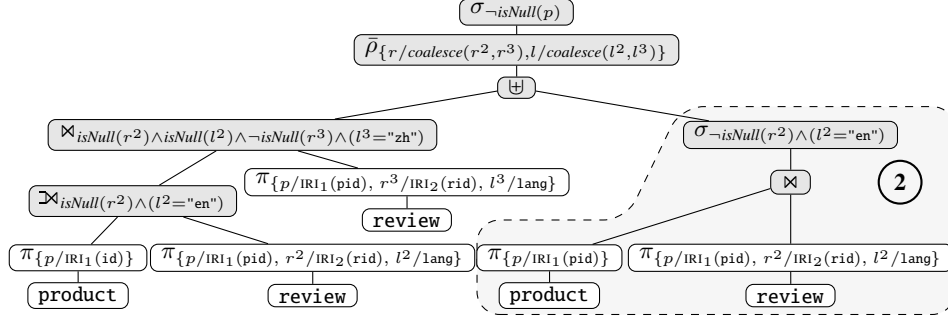 σ¬isNull(p)
ρ̄{r/coalesce(r²,r³),l/coalesce(l²,l³)}
⊎
⋈isNull(r²)∧isNull(l²)∧¬isNull(r³)∧(l³="zh")
σ¬isNull(r²)∧(l²="en")
π{p/IRI₁(pid), r³/IRI₂(rid), l³/lang}
⋈
2
⟕isNull(r²)∧(l²="en")
review
π{p/IRI₁(id)}
π{p/IRI₁(pid), r²/IRI₂(rid), l²/lang}
π{p/IRI₁(pid)}
π{p/IRI₁(pid), r²/IRI₂(rid), l²/lang}
product
review
product
review